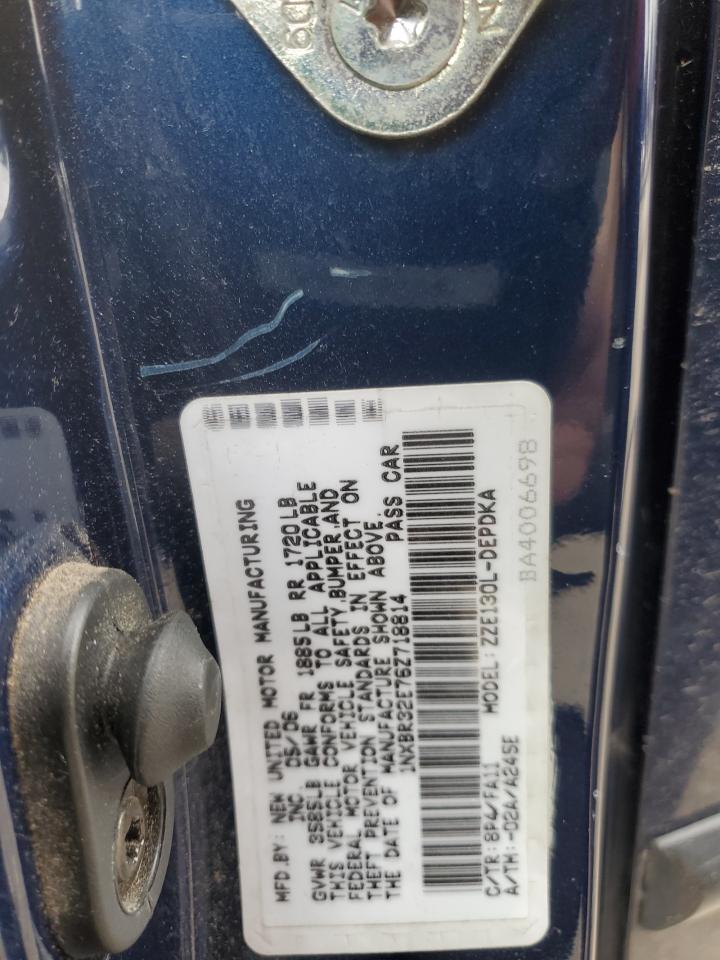 MFD.BY: NEW UNITED MOTOR MANUFACTURING
INC. 05/06
GVWR 3585LB GAWR FR 1885LB RR 1720LB
THIS VEHICLE CONFORMS TO ALL APPLICABLE
FEDERAL MOTOR VEHICLE SAFETY,BUMPER,AND
THEFT PREVENTION STANDARDS IN EFFECT ON
THE DATE OF MANUFACTURE SHOWN ABOVE.
1NXBR32E76Z718814 PASS CAR
C/TR: 8P4/FA11 MODEL: ZZE130L-DEPDKA
A/TM: -02A/A245E
BA4006698